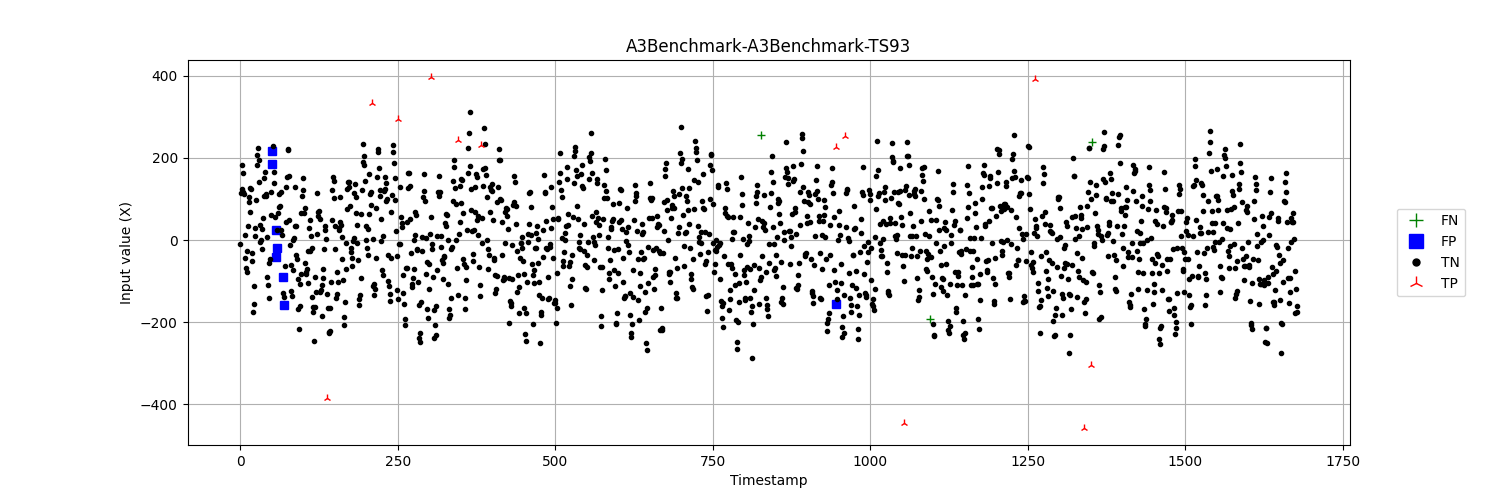 A3Benchmark-A3Benchmark-TS93
400
200
0
−200
−400
Input value (X)
0 250 500 750 1000 1250 1500 1750
Timestamp
FN
FP
TN
TP